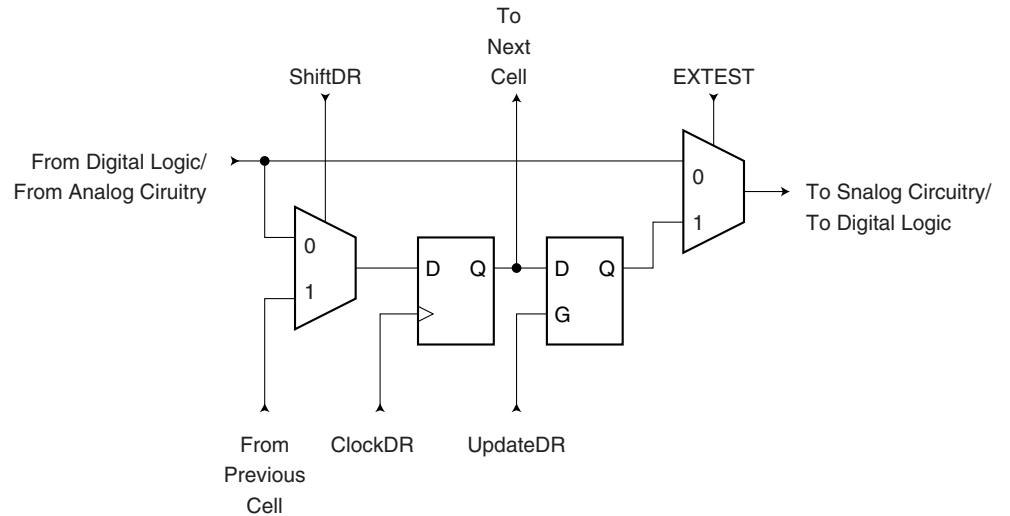 To
Next
Cell
ShiftDR
EXTEST
From Digital Logic/
From Analog Ciruitry
0
1
To Snalog Circuitry/
To Digital Logic
0
1
D Q
D Q
G
From
Previous
Cell
ClockDR
UpdateDR